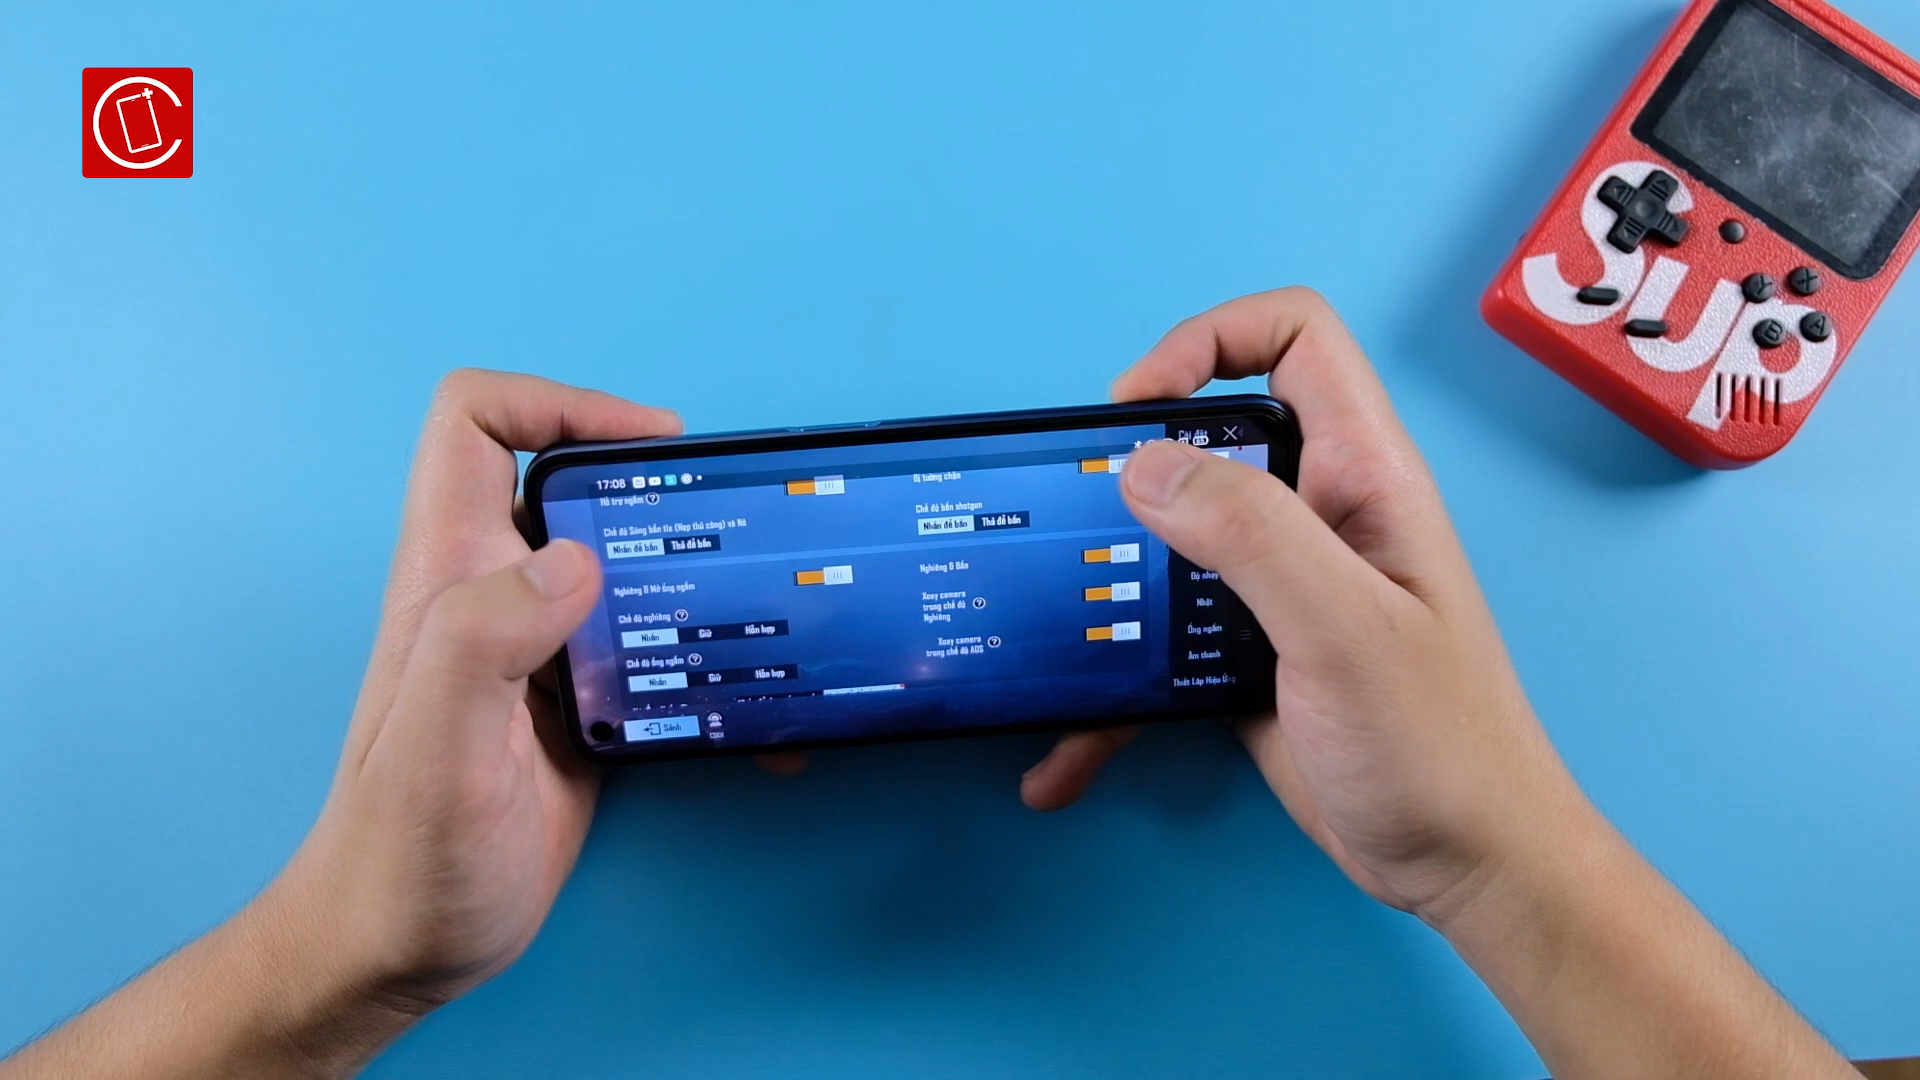 Cài đặt
17:08
Hỗ trợ ngắm ?
Bị tường chặn
Chế độ Súng bắn tỉa (Nạp thủ công) và Nỏ
Nhấn để bắn Thả để bắn
Chế độ bắn shotgun
Nhấn để bắn Thả để bắn
Nghiêng & Mở ống ngắm
Nghiêng & Bắn
Chế độ nghiêng ?
Nhấn Giữ Hỗn hợp
Xoay camera
trong chế độ ?
Nghiêng
Chế độ ống ngắm ?
Nhấn Giữ Hỗn hợp
Xoay camera
trong chế độ ADS ?
Sảnh
CSKH
Độ nhạy
Nhặt
Ống ngắm
Âm thanh
Thiết Lập Hiệu Ứng
Sup
Y X
B A